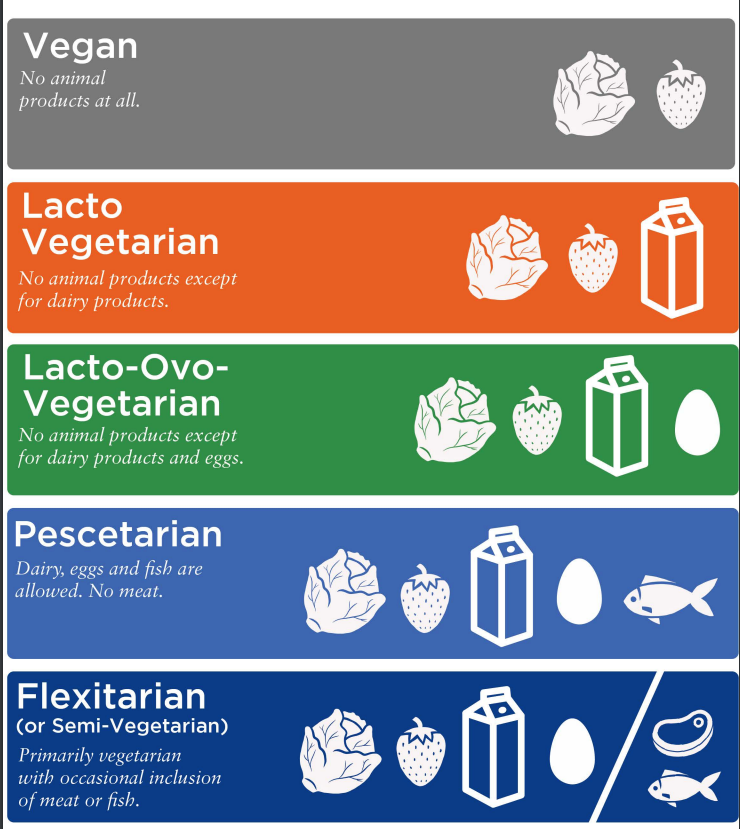 Vegan
No animal
products at all.
Lacto
Vegetarian
No animal products except
for dairy products.
Lacto-Ovo-
Vegetarian
No animal products except
for dairy products and eggs.
Pescetarian
Dairy, eggs and fish are
allowed. No meat.
Flexitarian
(or Semi-Vegetarian)
Primarily vegetarian
with occasional inclusion
of meat or fish.